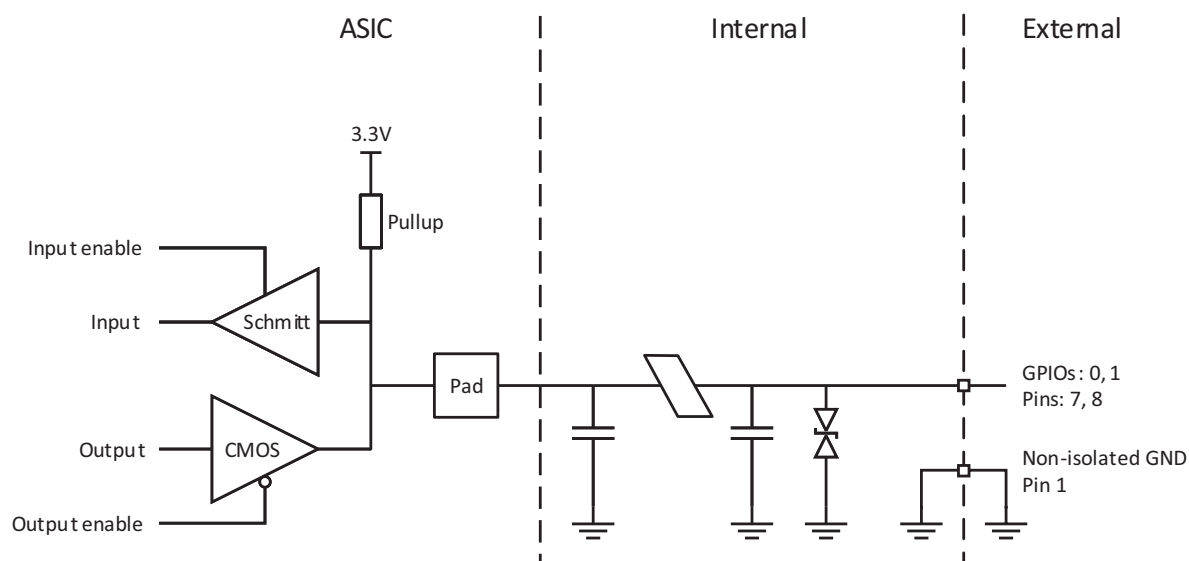 ASIC
Internal
External
3.3V
Pullup
Input enable
Schmitt
Input
Pad
GPIOs: 0, 1
Pins: 7, 8
CMOS
Output
Non-isolated GND
Pin 1
Output enable